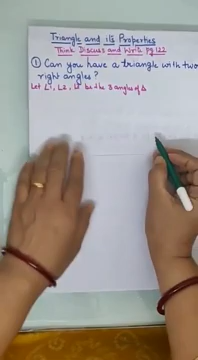 Triangle and its Properties
Think Discuss and Write pg.122
① Can you have a triangle with two
right angles?
Let ∠1, ∠2, ∠3 be the 3 angles of Δ